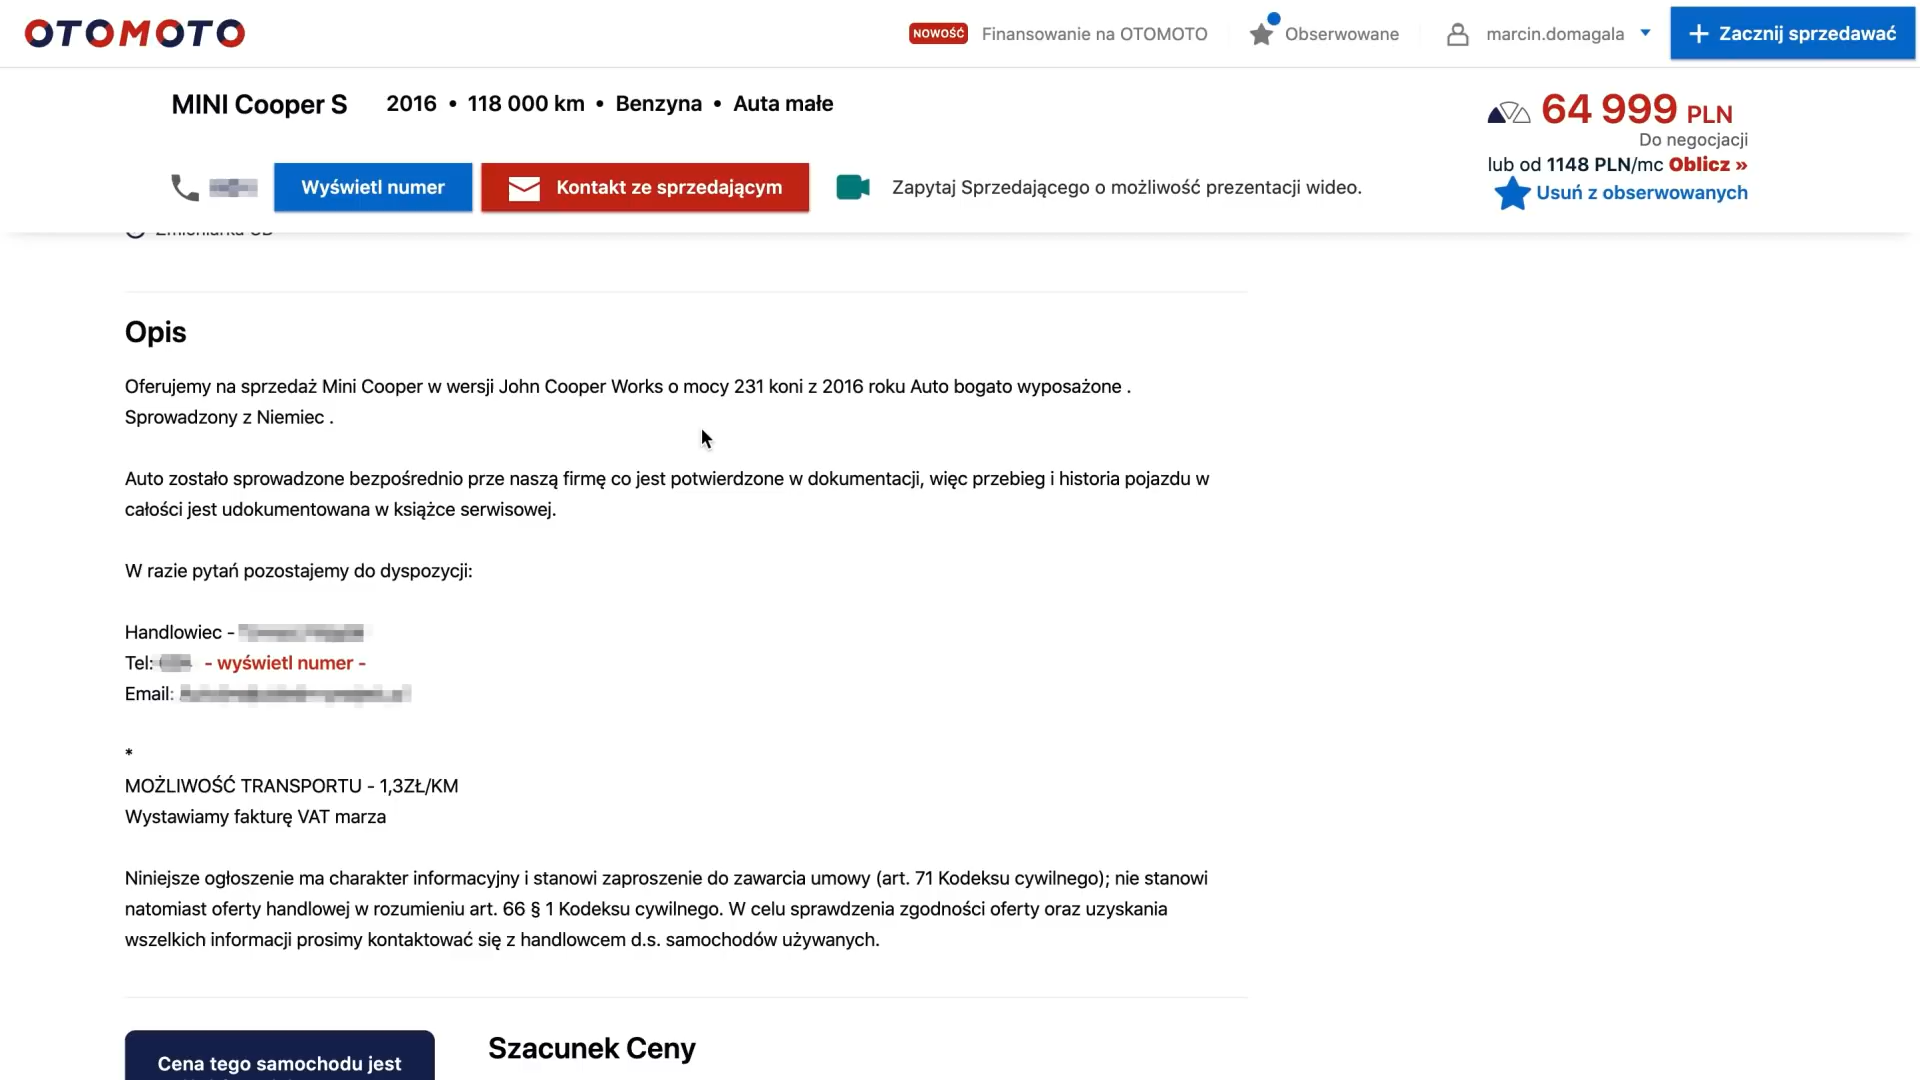 OTOMOTO
NOWOŚĆ Finansowanie na OTOMOTO Obserwowane marcin.domagala + Zacznij sprzedawać
MINI Cooper S 2016 • 118 000 km • Benzyna • Auta małe
64 999 PLN
Do negocjacji
lub od 1148 PLN/mc Oblicz »
Wyświetl numer Kontakt ze sprzedającym Zapytaj Sprzedającego o możliwość prezentacji wideo.
Usuń z obserwowanych
Opis
Oferujemy na sprzedaż Mini Cooper w wersji John Cooper Works o mocy 231 koni z 2016 roku Auto bogato wyposażone .
Sprowadzony z Niemiec .
Auto zostało sprowadzone bezpośrednio prze naszą firmę co jest potwierdzone w dokumentacji, więc przebieg i historia pojazdu w
całości jest udokumentowana w książce serwisowej.
W razie pytań pozostajemy do dyspozycji:
Handlowiec -
Tel: - wyświetl numer -
Email:
*
MOŻLIWOŚĆ TRANSPORTU - 1,3ZŁ/KM
Wystawiamy fakturę VAT marza
Niniejsze ogłoszenie ma charakter informacyjny i stanowi zaproszenie do zawarcia umowy (art. 71 Kodeksu cywilnego); nie stanowi
natomiast oferty handlowej w rozumieniu art. 66 § 1 Kodeksu cywilnego. W celu sprawdzenia zgodności oferty oraz uzyskania
wszelkich informacji prosimy kontaktować się z handlowcem d.s. samochodów używanych.
Cena tego samochodu jest
Szacunek Ceny